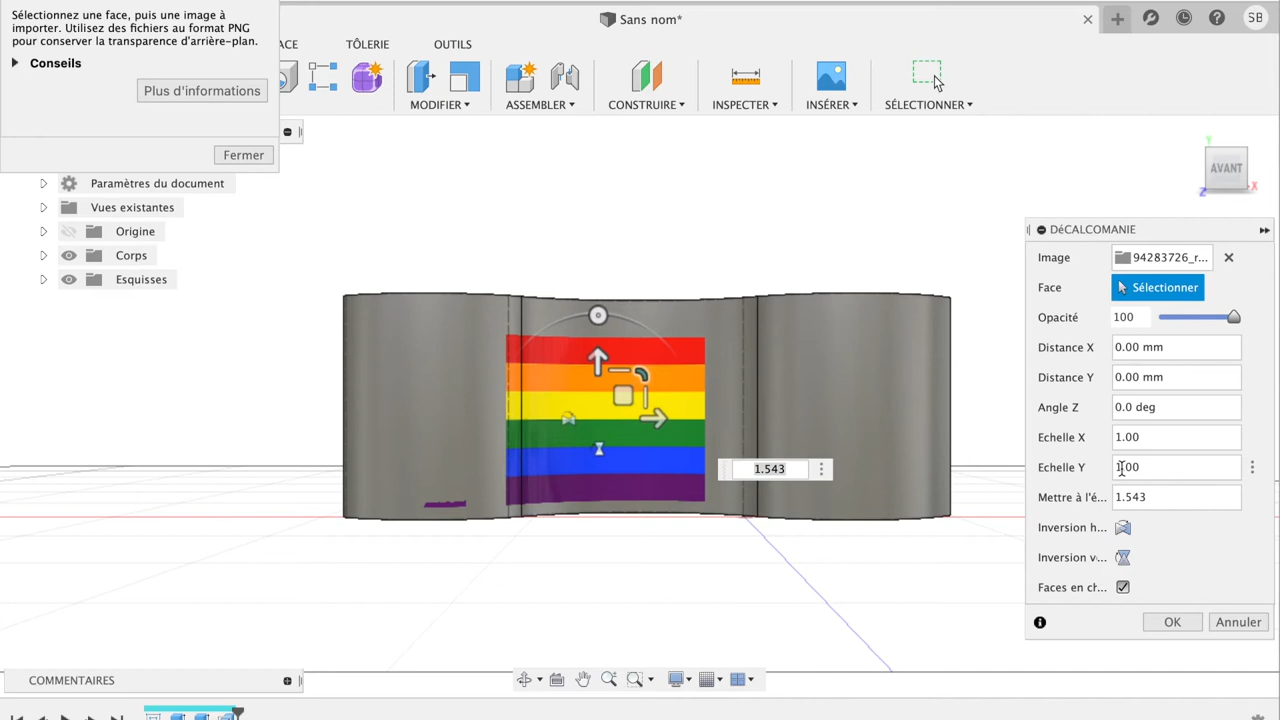 Sélectionnez une face, puis une image à
importer. Utilisez des fichiers au format PNG
pour conserver la transparence d'arrière-plan.
Conseils
Plus d'informations
Fermer
Sans nom*
SB
ACE
TÔLERIE
OUTILS
MODIFIER
ASSEMBLER
CONSTRUIRE
INSPECTER
INSÉRER
SÉLECTIONNER
Paramètres du document
Vues existantes
Origine
Corps
Esquisses
Y
AVANT
Z
X
DéCALCOMANIE
Image 94283726_r...
Face Sélectionner
Opacité 100
Distance X 0.00 mm
Distance Y 0.00 mm
Angle Z 0.0 deg
Echelle X 1.00
Echelle Y 1.00
Mettre à l'é... 1.543
Inversion h...
Inversion v...
Faces en ch...
OK Annuler
1.543
COMMENTAIRES